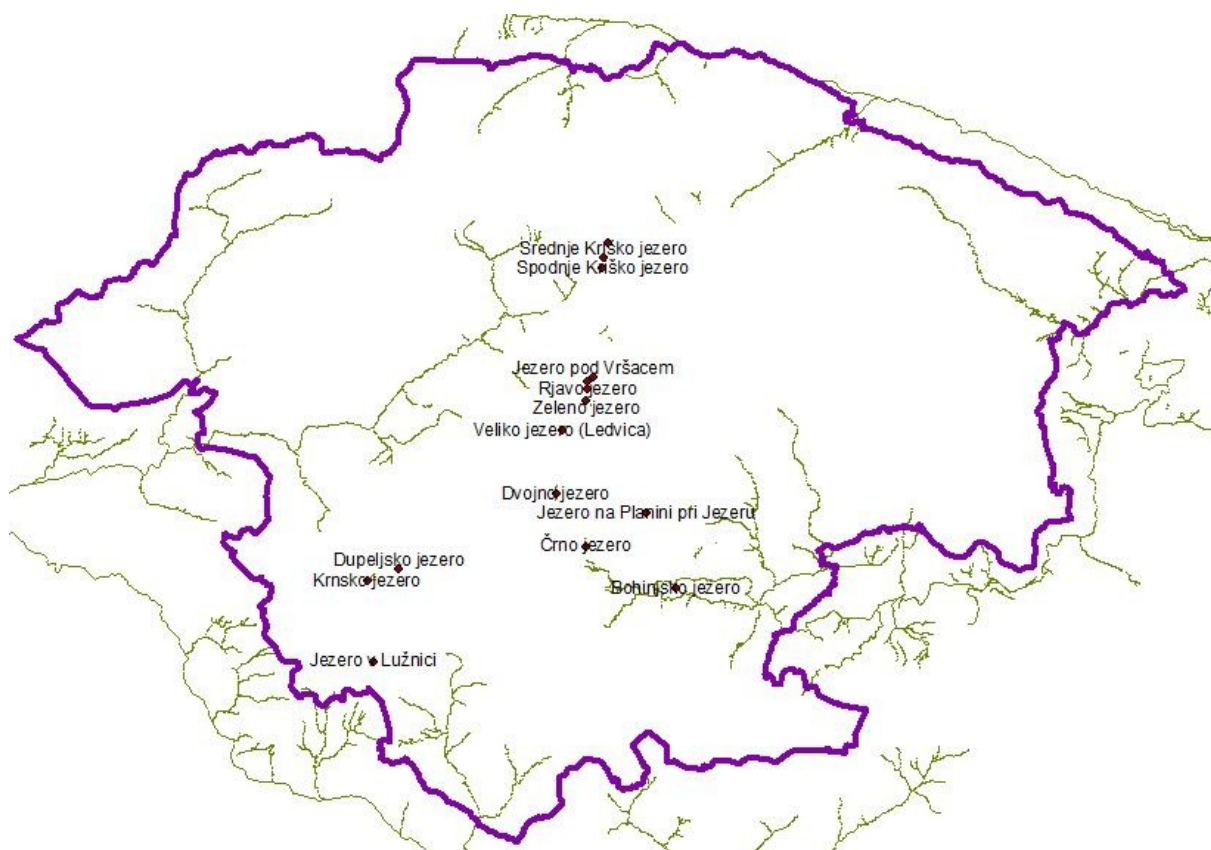 Srednje Kriško jezero
Spodnje Kriško jezero
Jezero pod Vršacem
Rjavo jezero
Zeleno jezero
Veliko jezero (Ledvica)
Dvojno jezero
Jezero na Planini pri Jezeru
Črno jezero
Dupeljsko jezero
Krnsko jezero
Bohinjsko jezero
Jezero v Lužnici